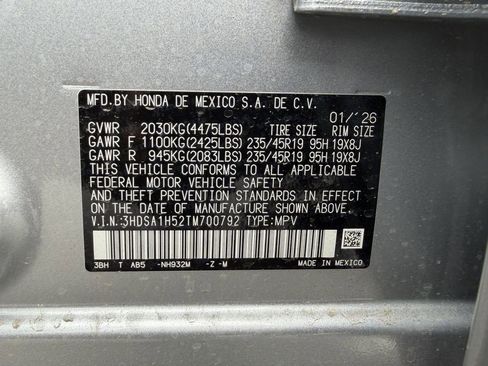 MFD.BY HONDA DE MEXICO S.A. DE C.V.
01/'26
GVWR 2030KG(4475LBS) TIRE SIZE RIM SIZE
GAWR F 1100KG(2425LBS) 235/45R19 95H 19X8J
GAWR R 945KG(2083LBS) 235/45R19 95H 19X8J
THIS VEHICLE CONFORMS TO ALL APPLICABLE
FEDERAL MOTOR VEHICLE SAFETY
AND THEFT PREVENTION STANDARDS IN EFFECT
ON THE DATE OF MANUFACTURE SHOWN ABOVE.
V.I.N.:3HDSA1H52TM700792 TYPE:MPV
3BH T AB5 -NH932M -Z -M
MADE IN MEXICO